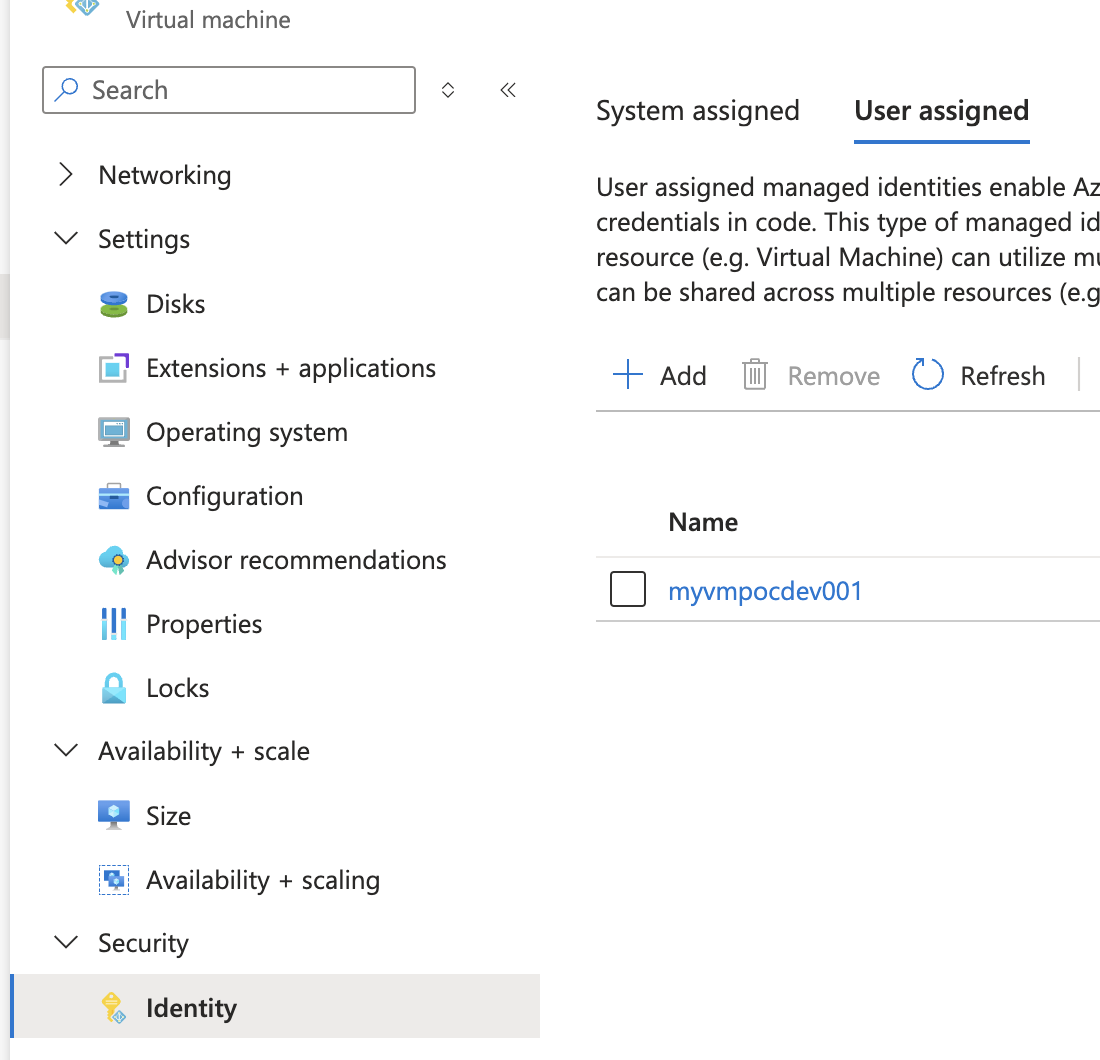 Virtual machine
Search
Networking
Settings
Disks
Extensions + applications
Operating system
Configuration
Advisor recommendations
Properties
Locks
Availability + scale
Size
Availability + scaling
Security
Identity
System assigned User assigned
User assigned managed identities enable Az
credentials in code. This type of managed id
resource (e.g. Virtual Machine) can utilize mu
can be shared across multiple resources (e.g
Add Remove Refresh
Name
myvmpocdev001